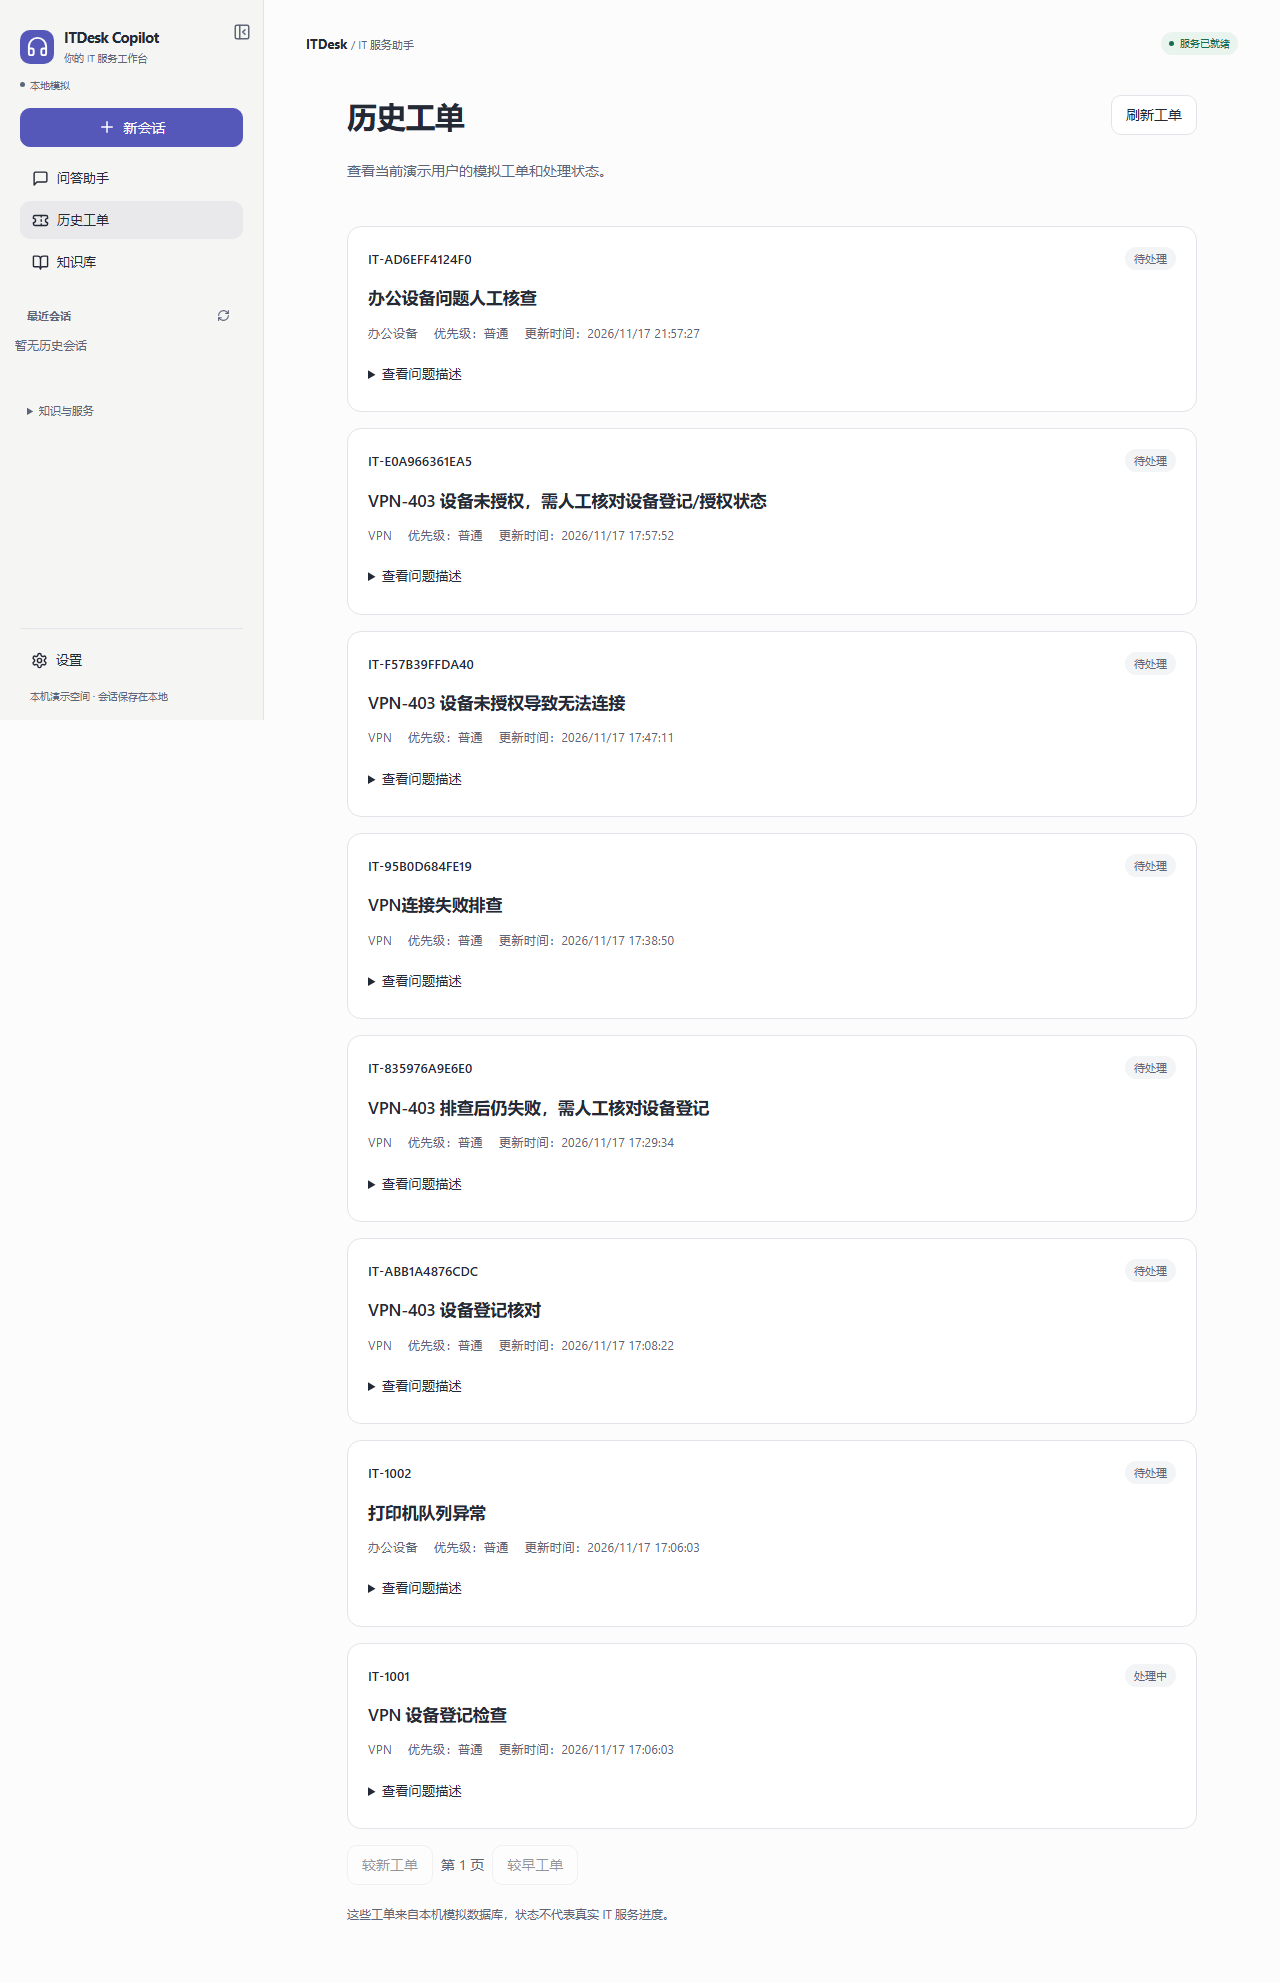 ITDesk Copilot
你的 IT 服务工作台
本地模拟
新会话
问答助手
历史工单
知识库
最近会话
暂无历史会话
知识与服务
设置
本机演示空间 · 会话保存在本地
ITDesk / IT 服务助手
服务已就绪
历史工单
刷新工单
查看当前演示用户的模拟工单和处理状态。
IT-AD6EFF4124F0
待处理
办公设备问题人工核查
办公设备 优先级：普通 更新时间：2026/11/17 21:57:27
查看问题描述
IT-E0A966361EA5
待处理
VPN-403 设备未授权，需人工核对设备登记/授权状态
VPN 优先级：普通 更新时间：2026/11/17 17:57:52
查看问题描述
IT-F57B39FFDA40
待处理
VPN-403 设备未授权导致无法连接
VPN 优先级：普通 更新时间：2026/11/17 17:47:11
查看问题描述
IT-95B0D684FE19
待处理
VPN连接失败排查
VPN 优先级：普通 更新时间：2026/11/17 17:38:50
查看问题描述
IT-835976A9E6E0
待处理
VPN-403 排查后仍失败，需人工核对设备登记
VPN 优先级：普通 更新时间：2026/11/17 17:29:34
查看问题描述
IT-ABB1A4876CDC
待处理
VPN-403 设备登记核对
VPN 优先级：普通 更新时间：2026/11/17 17:08:22
查看问题描述
IT-1002
待处理
打印机队列异常
办公设备 优先级：普通 更新时间：2026/11/17 17:06:03
查看问题描述
IT-1001
处理中
VPN 设备登记检查
VPN 优先级：普通 更新时间：2026/11/17 17:06:03
查看问题描述
较新工单 第 1 页 较早工单
这些工单来自本机模拟数据库，状态不代表真实 IT 服务进度。